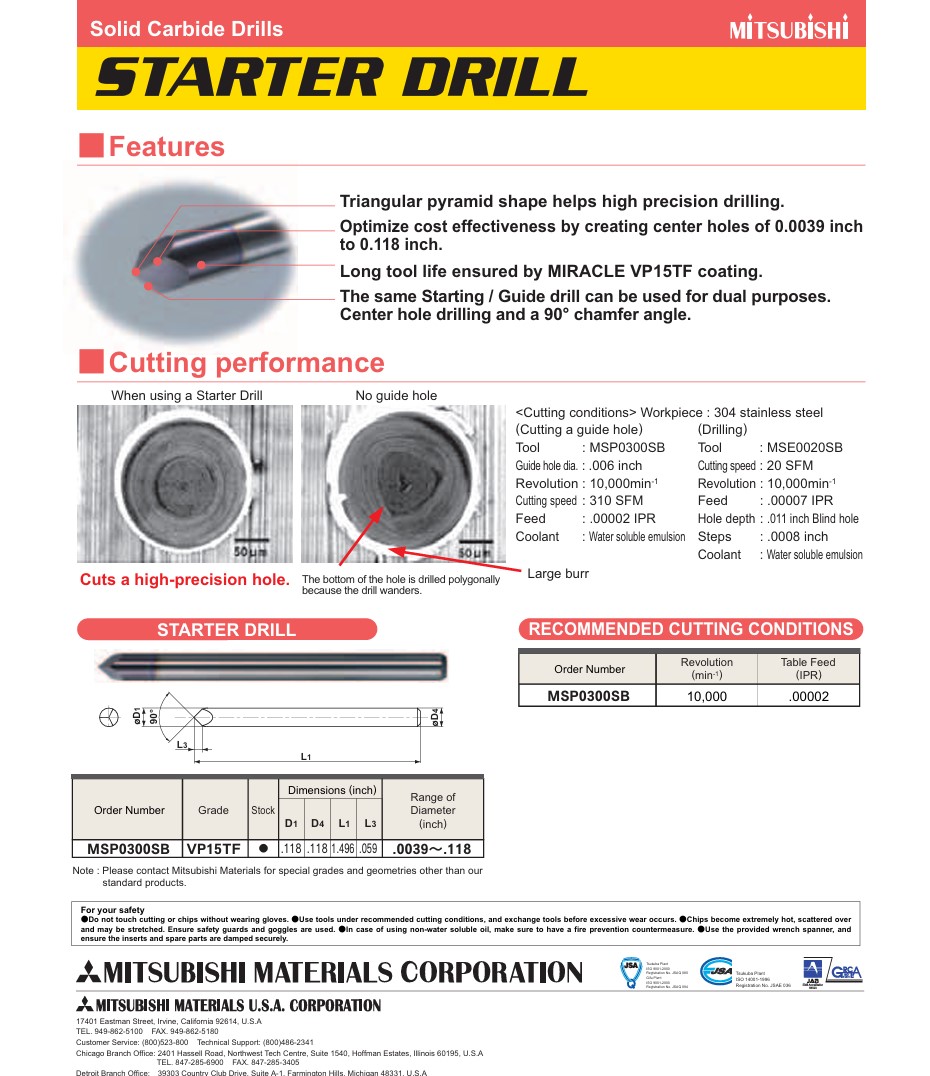 Solid Carbide Drills
MITSUBISHI
STARTER DRILL
Features
Triangular pyramid shape helps high precision drilling.
Optimize cost effectiveness by creating center holes of 0.0039 inch
to 0.118 inch.
Long tool life ensured by MIRACLE VP15TF coating.
The same Starting / Guide drill can be used for dual purposes.
Center hole drilling and a 90° chamfer angle.
Cutting performance
When using a Starter Drill
No guide hole
50μm
50μm
Cuts a high-precision hole.
The bottom of the hole is drilled polygonally
because the drill wanders.
Large burr
<Cutting conditions> Workpiece : 304 stainless steel
(Cutting a guide hole)
Tool : MSP0300SB
Guide hole dia. : .006 inch
Revolution : 10,000min-1
Cutting speed : 310 SFM
Feed : .00002 IPR
Coolant : Water soluble emulsion
(Drilling)
Tool : MSE0020SB
Cutting speed : 20 SFM
Revolution : 10,000min-1
Feed : .00007 IPR
Hole depth : .011 inch Blind hole
Steps : .0008 inch
Coolant : Water soluble emulsion
STARTER DRILL
øD1
90°
øD4
L3
L1
Order Number Grade Stock Dimensions (inch) Range of Diameter (inch)
D1 D4 L1 L3
MSP0300SB VP15TF ● .118 .118 1.496 .059 .0039～.118
Note : Please contact Mitsubishi Materials for special grades and geometries other than our
standard products.
RECOMMENDED CUTTING CONDITIONS
Order Number Revolution (min-1) Table Feed (IPR)
MSP0300SB 10,000 .00002
For your safety
●Do not touch cutting or chips without wearing gloves. ●Use tools under recommended cutting conditions, and exchange tools before excessive wear occurs. ●Chips become extremely hot, scattered over
and may be stretched. Ensure safety guards and goggles are used. ●In case of using non-water soluble oil, make sure to have a fire prevention countermeasure. ●Use the provided wrench spanner, and
ensure the inserts and spare parts are damped securely.
MITSUBISHI MATERIALS CORPORATION
JSA
JSA
Tsukuba Plant
ISO 14001-1996
Registration No. JSAE 036
JAB
MITSUBISHI MATERIALS U.S.A. CORPORATION
17401 Eastman Street, Irvine, California 92614, U.S.A
TEL. 949-862-5100 FAX. 949-862-5180
Customer Service: (800)523-800 Technical Support: (800)486-2341
Chicago Branch Office: 2401 Hassell Road, Northwest Tech Centre, Suite 1540, Hoffman Estates, Illinois 60195, U.S.A
TEL. 847-285-6900 FAX. 847-285-3405
Detroit Branch Office: 39303 Country Club Drive, Suite A-1, Farmington Hills, Michigan 48331, U.S.A